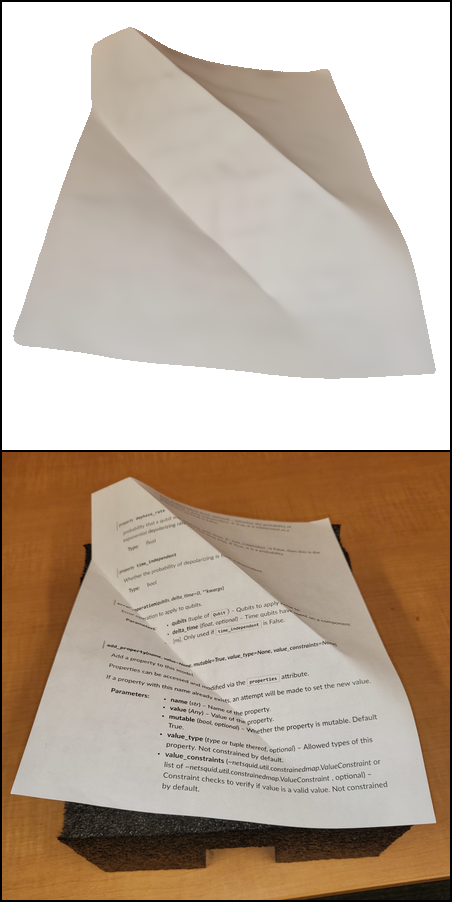 property dephase_rate
probability that a qubit
exponential depolarizing rate
Type float
property time_independent
Whether the probability of depolarizing is
Type bool
operation(qubits, delta_time=0, **kwargs)
operation to apply to qubits.
qubits (tuple of Qubit) – Qubits to apply
delta_time (float, optional) – Time qubits have
[ns]. Only used if time_independent is False.
add_property(name, value=None, mutable=True, value_type=None, value_constraints=None)
Add a property to this model
Properties can be accessed and modified via the properties attribute.
If a property with this name already exists, an attempt will be made to set the new value.
Parameters: • name (str) – Name of the property.
• value (Any) – Value of the property.
• mutable (bool, optional) – Whether the property is mutable. Default
True.
• value_type (type or tuple thereof, optional) – Allowed types of this
property. Not constrained by default.
• value_constraints (~netsquid.util.constrainedmap.ValueConstraint or
list of ~netsquid.util.constrainedmap.ValueConstraint , optional) –
Constraint checks to verify if value is a valid value. Not constrained
by default.